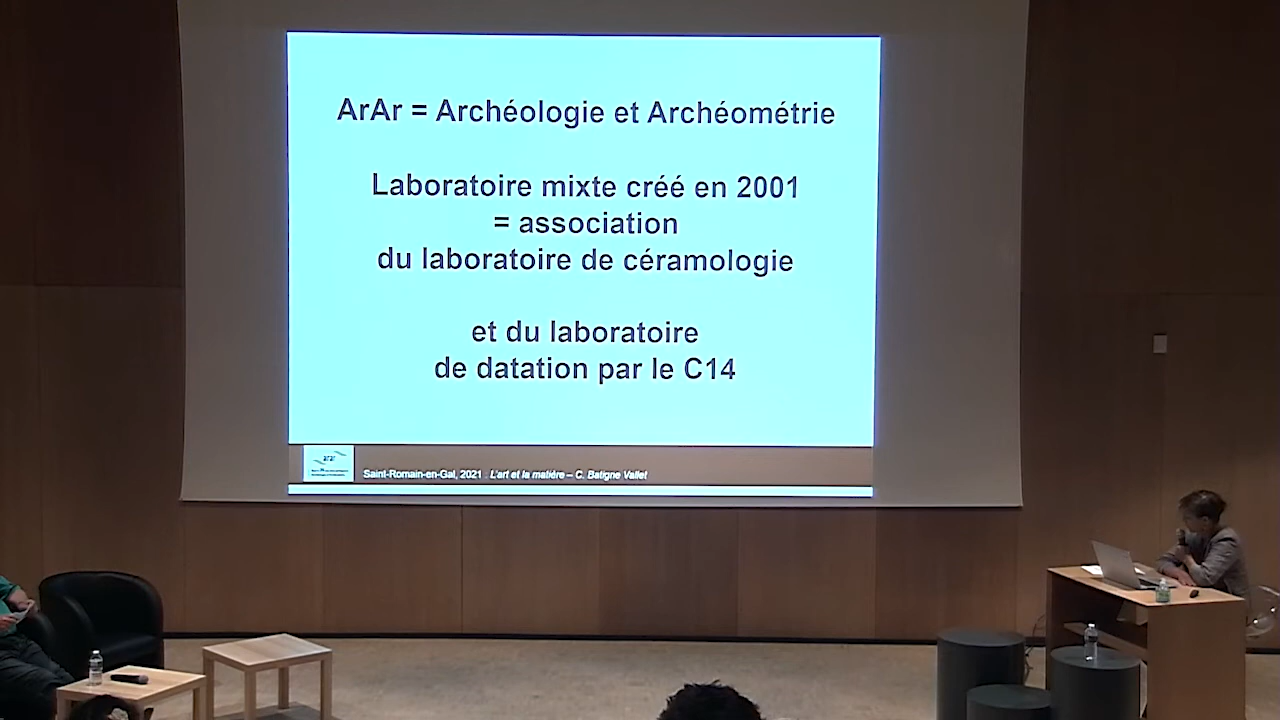 ArAr = Archéologie et Archéométrie
Laboratoire mixte créé en 2001
= association
du laboratoire de céramologie
et du laboratoire
de datation par le C14
arar
Saint-Romain-en-Gal, 2021 : L'art et la matière – C. Batigne Vallet